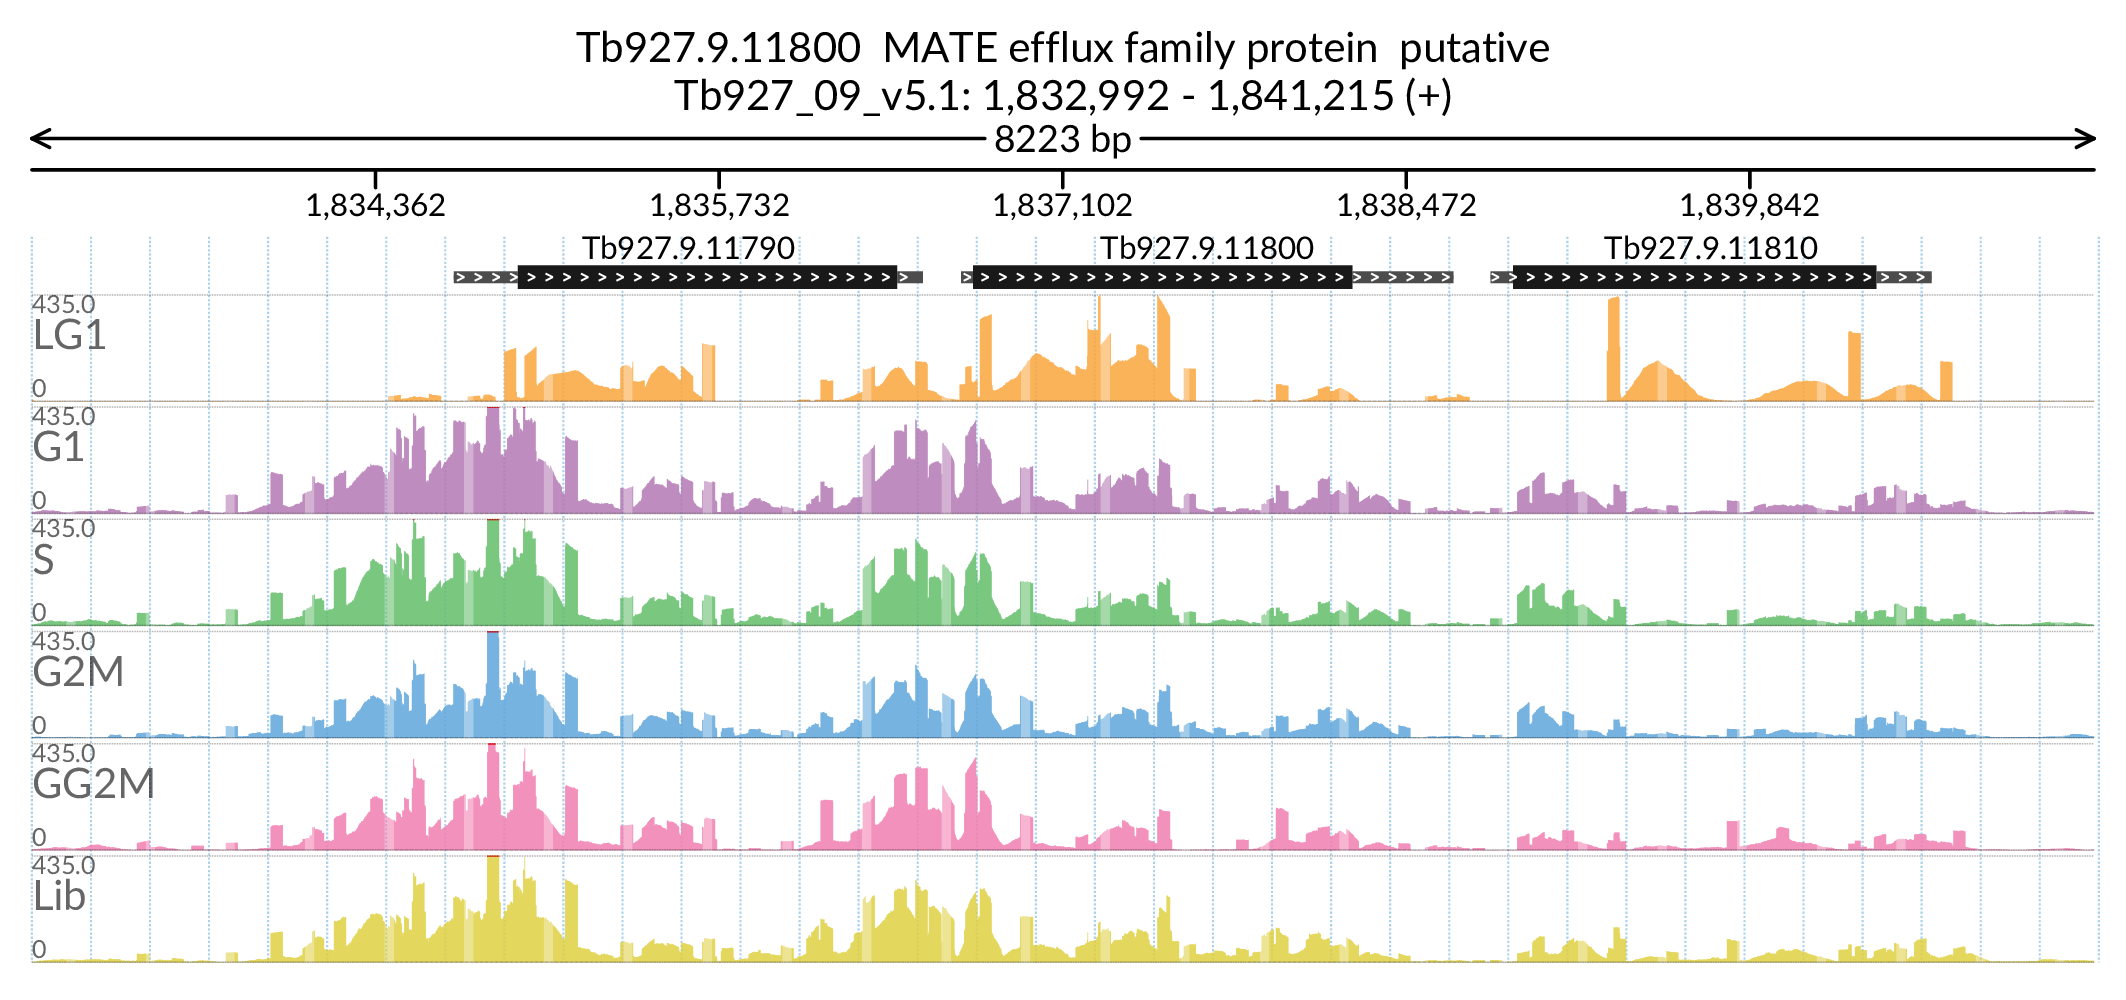 Tb927.9.11800  MATE efflux family protein  putative
Tb927_09_v5.1: 1,832,992 - 1,841,215 (+)
8223 bp
1,834,362 1,835,732 1,837,102 1,838,472 1,839,842
Tb927.9.11790 Tb927.9.11800 Tb927.9.11810
435.0
LG1
0
435.0
G1
0
435.0
S
0
435.0
G2M
0
435.0
GG2M
0
435.0
Lib
0